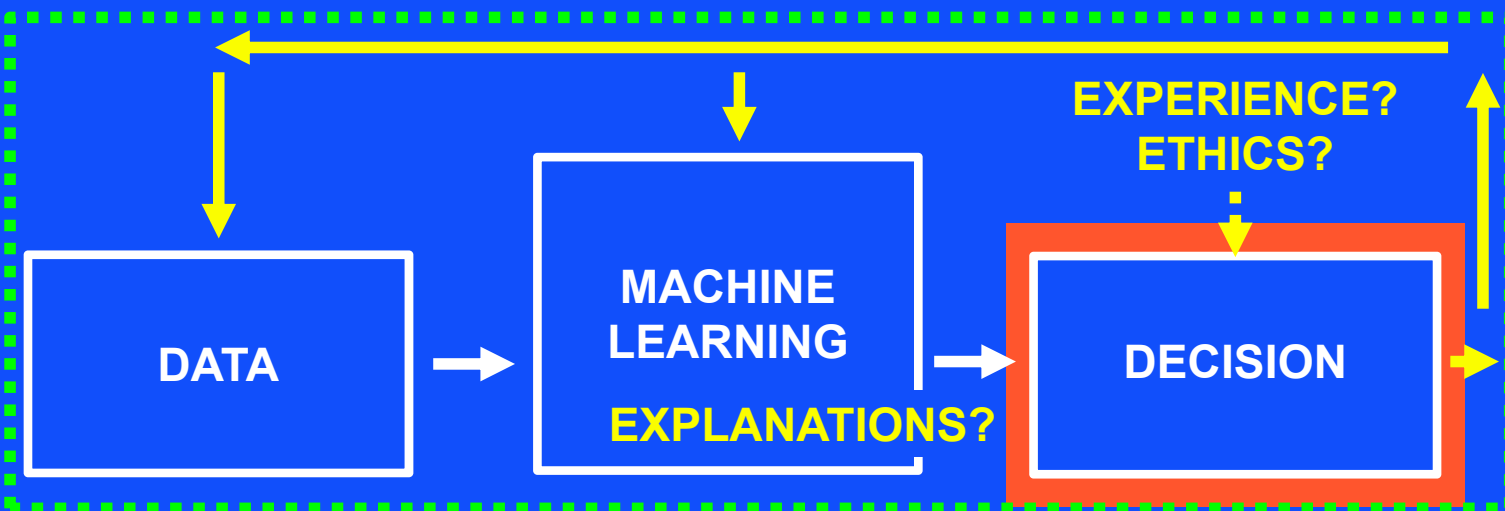 EXPERIENCE?
ETHICS?
DATA
MACHINE
LEARNING
EXPLANATIONS?
DECISION